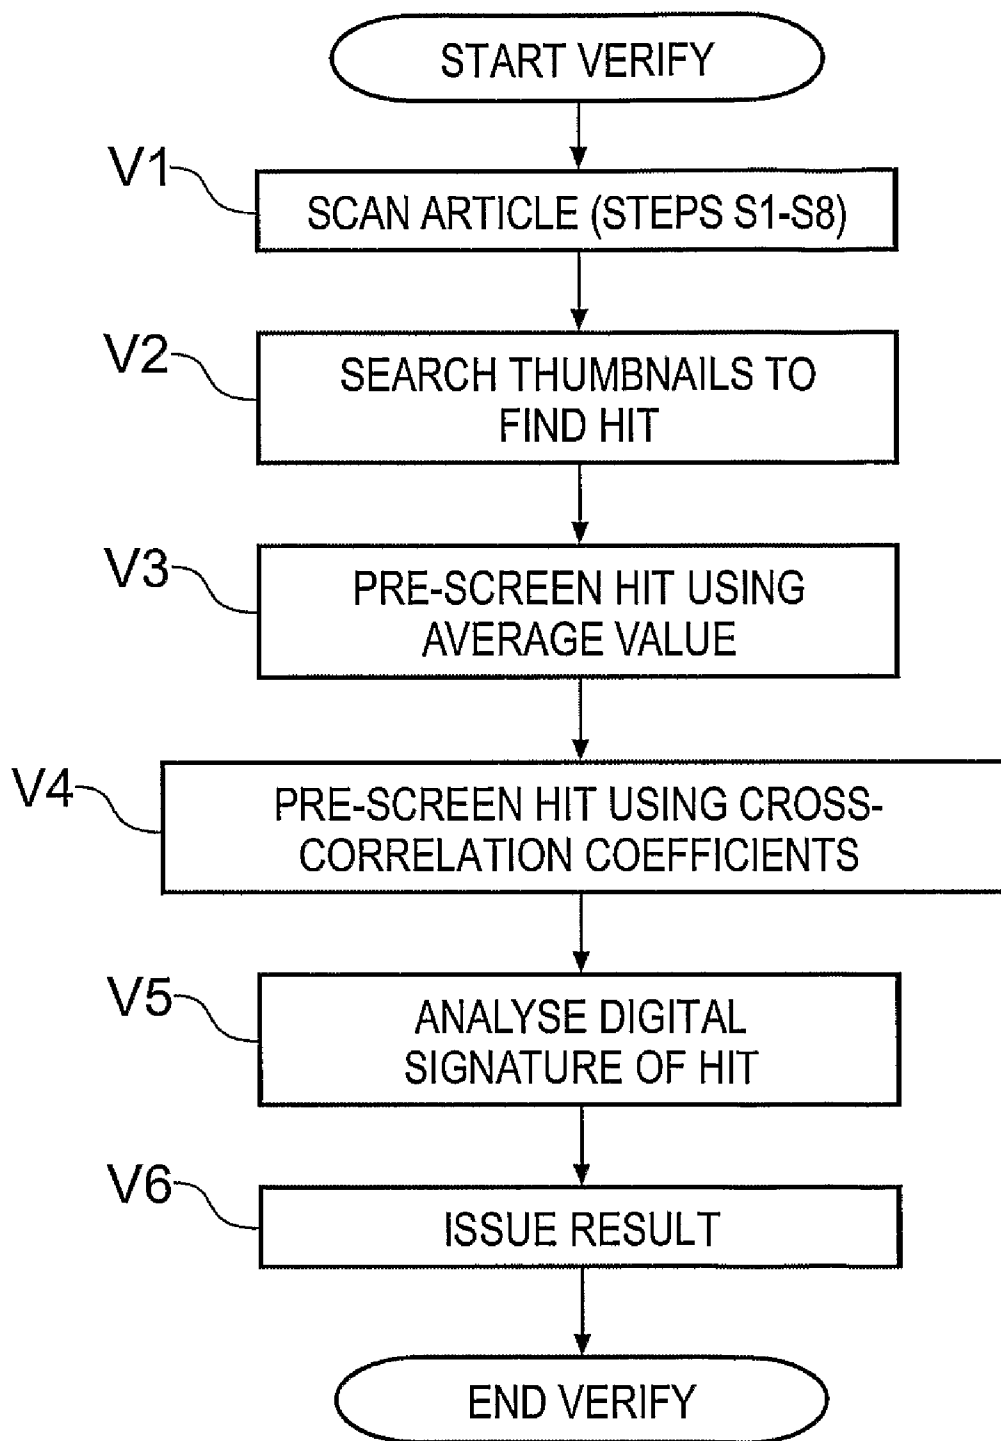 START VERIFY
V1
SCAN ARTICLE (STEPS S1-S8)
V2
SEARCH THUMBNAILS TO
FIND HIT
V3
PRE-SCREEN HIT USING
AVERAGE VALUE
V4
PRE-SCREEN HIT USING CROSS-
CORRELATION COEFFICIENTS
V5
ANALYSE DIGITAL
SIGNATURE OF HIT
V6
ISSUE RESULT
END VERIFY